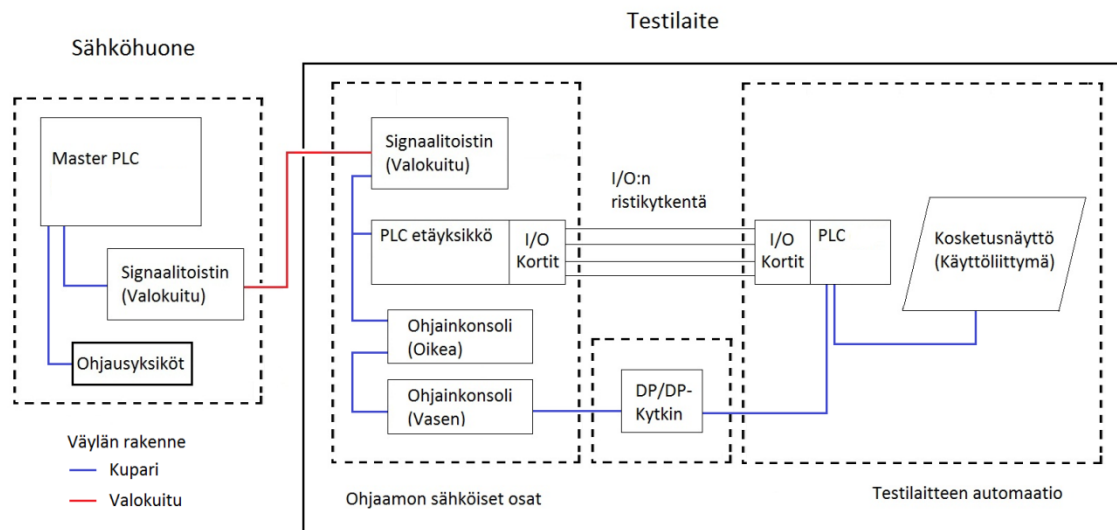 Testilaite
Sähköhuone
Master PLC
Signaalitoistin
(Valokuitu)
Ohjausyksiköt
Väylän rakenne
Kupari
Valokuitu
Signaalitoistin
(Valokuitu)
PLC etäyksikkö
I/O
Kortit
Ohjainkonsoli
(Oikea)
Ohjainkonsoli
(Vasen)
Ohjaamon sähköiset osat
I/O:n
ristikytkentä
DP/DP-
Kytkin
I/O
Kortit
PLC
Kosketusnäyttö
(Käyttöliittymä)
Testilaitteen automaatio